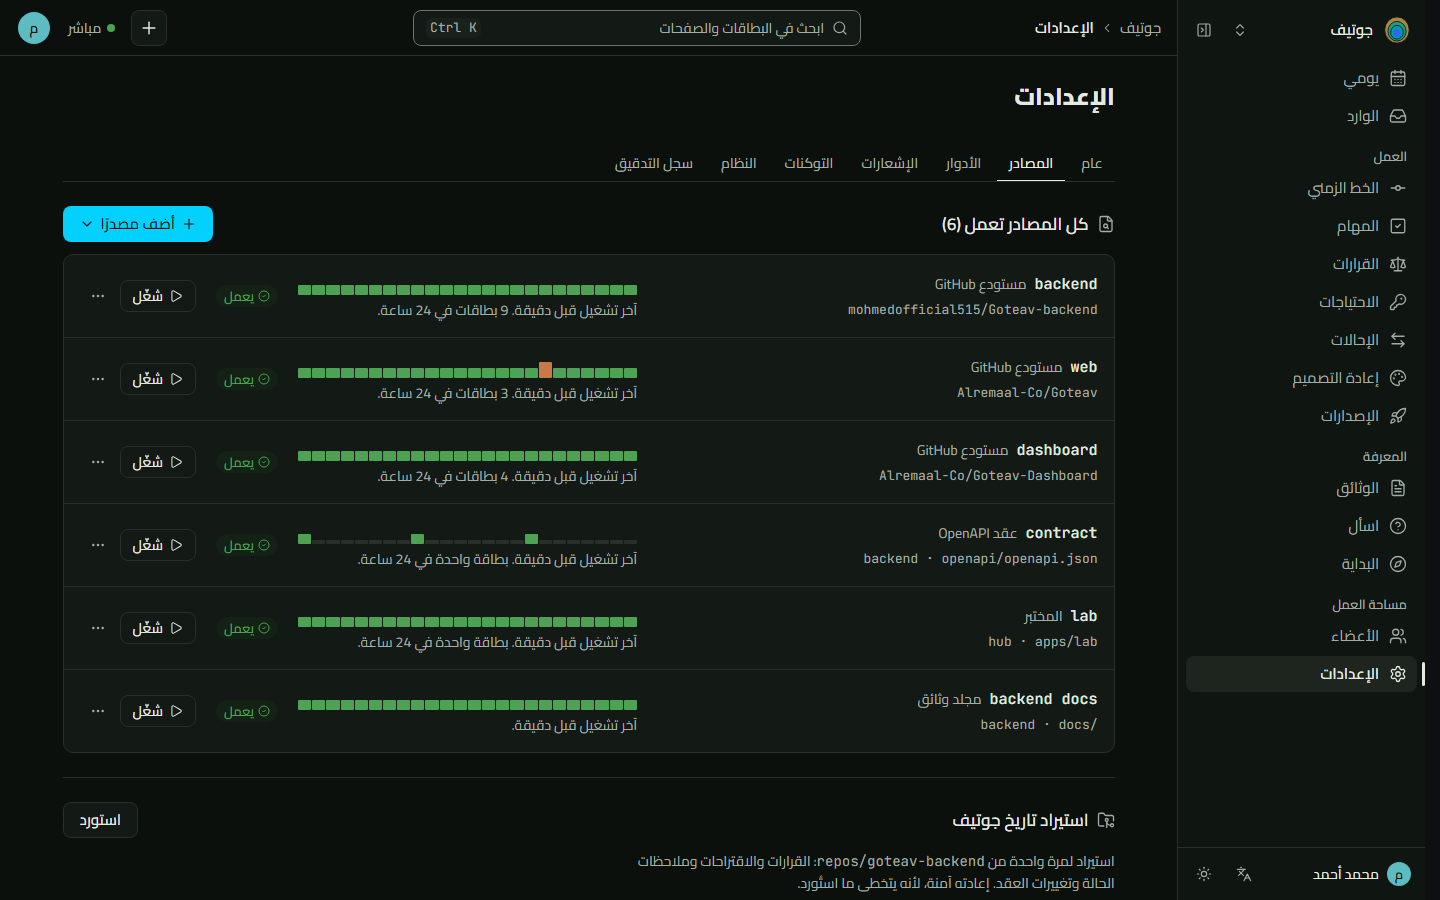 جوتيف
يومي
الوارد
العمل
الخط الزمني
المهام
القرارات
الاحتياجات
الإحالات
إعادة التصميم
الإصدارات
المعرفة
الوثائق
اسأل
البداية
مساحة العمل
الأعضاء
الإعدادات
محمد أحمد
م
جوتيف
الإعدادات
ابحث في البطاقات والصفحات
Ctrl K
مباشر
م
الإعدادات
عام
المصادر
الأدوار
الإشعارات
التوكنات
النظام
سجل التدقيق
كل المصادر تعمل (6)
أضف مصدرًا
backend مستودع GitHub
mohmedofficial515/Goteav-backend
آخر تشغيل قبل دقيقة. 9 بطاقات في 24 ساعة.
يعمل
شغّل
web مستودع GitHub
Alremaal-Co/Goteav
آخر تشغيل قبل دقيقة. 3 بطاقات في 24 ساعة.
يعمل
شغّل
dashboard مستودع GitHub
Alremaal-Co/Goteav-Dashboard
آخر تشغيل قبل دقيقة. 4 بطاقات في 24 ساعة.
يعمل
شغّل
contract عقد OpenAPI
backend · openapi/openapi.json
آخر تشغيل قبل دقيقة. بطاقة واحدة في 24 ساعة.
يعمل
شغّل
lab المختبر
hub · apps/lab
آخر تشغيل قبل دقيقة. بطاقة واحدة في 24 ساعة.
يعمل
شغّل
backend docs مجلد وثائق
backend · docs/
آخر تشغيل قبل دقيقة.
يعمل
شغّل
استيراد تاريخ جوتيف
استورد
استيراد لمرة واحدة من repos/goteav-backend: القرارات والاقتراحات وملاحظات
الحالة وتغييرات العقد. إعادته آمنة، لأنه يتخطى ما استُورد.